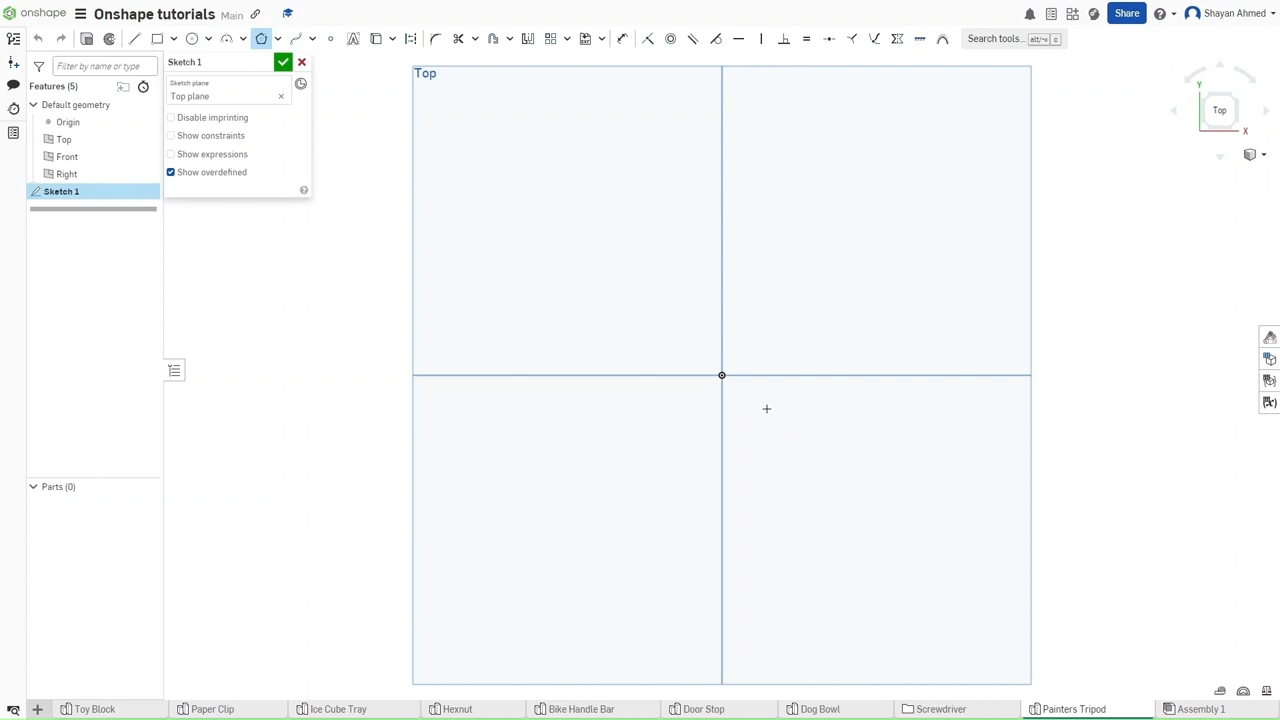 onshape
Onshape tutorials Main
Share
Shayan Ahmed
Search tools... alt/⌥ c
Filter by name or type
Features (5)
Default geometry
Origin
Top
Front
Right
Sketch 1
Parts (0)
Sketch 1
Sketch plane
Top plane
Disable imprinting
Show constraints
Show expressions
Show overdefined
Top
Y
Top
X
Toy Block
Paper Clip
Ice Cube Tray
Hexnut
Bike Handle Bar
Door Stop
Dog Bowl
Screwdriver
Painters Tripod
Assembly 1